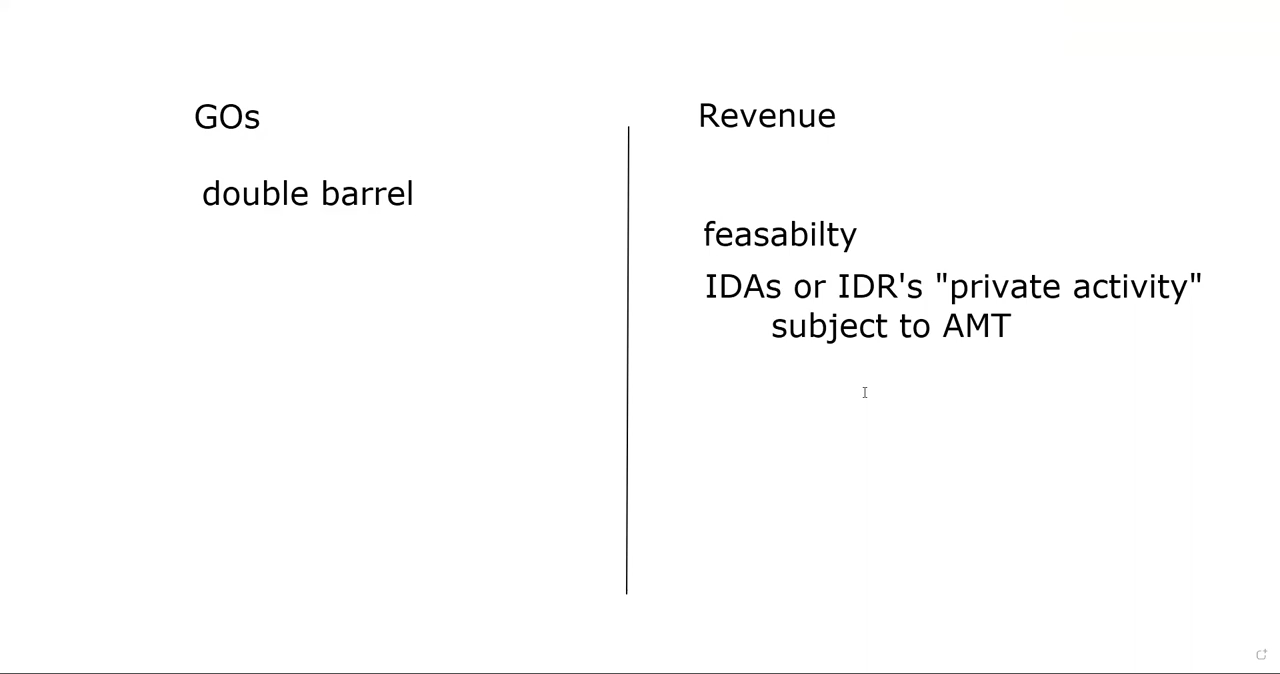 GOs
double barrel
Revenue
feasabilty
IDAs or IDR's "private activity"
subject to AMT